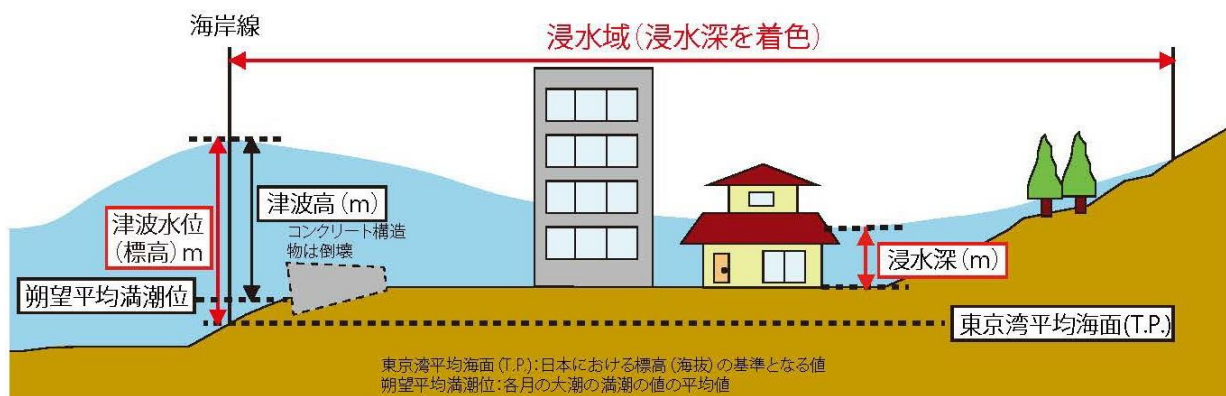 海岸線
浸水域(浸水深を着色)
津波水位
(標高)m
津波高(m)
コンクリート構造
物は倒壊
浸水深(m)
朔望平均満潮位
東京湾平均海面(T.P.)
東京湾平均海面(T.P.):日本における標高(海抜)の基準となる値
朔望平均満潮位:各月の大潮の満潮の値の平均値